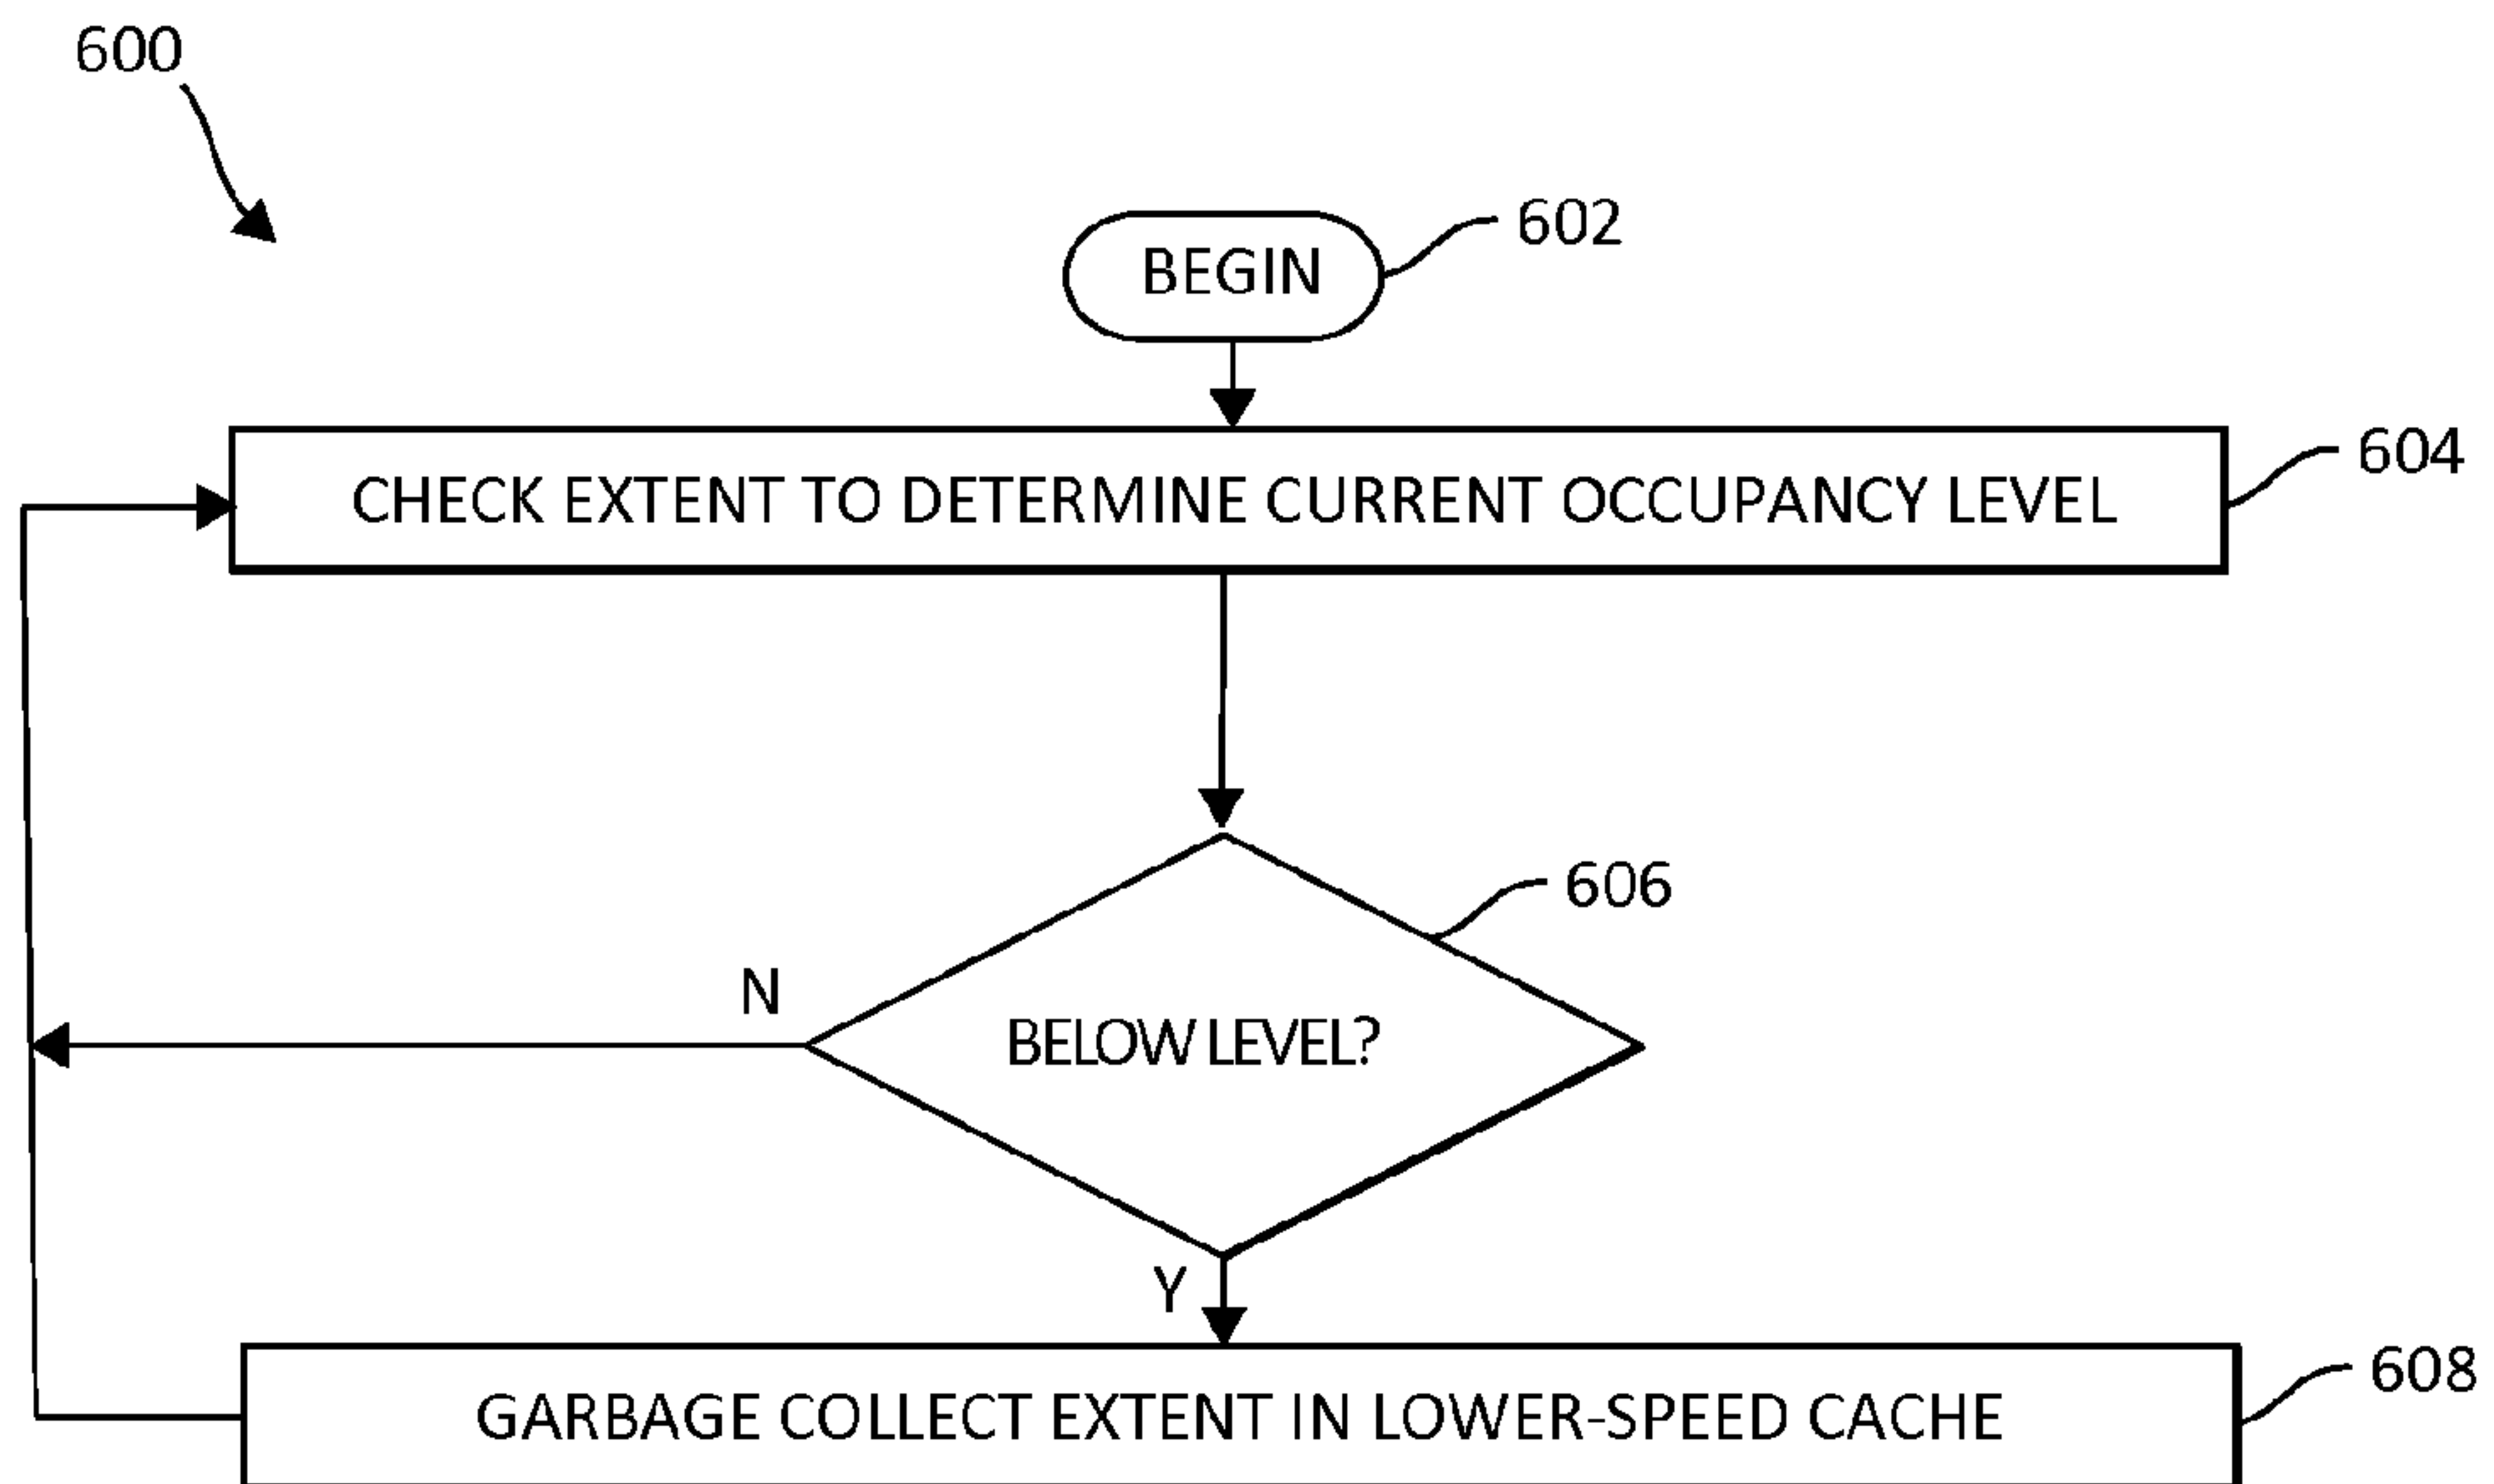 600
602
BEGIN
604
CHECK EXTENT TO DETERMINE CURRENT OCCUPANCY LEVEL
606
N
BELOW LEVEL?
Y
608
GARBAGE COLLECT EXTENT IN LOWER-SPEED CACHE